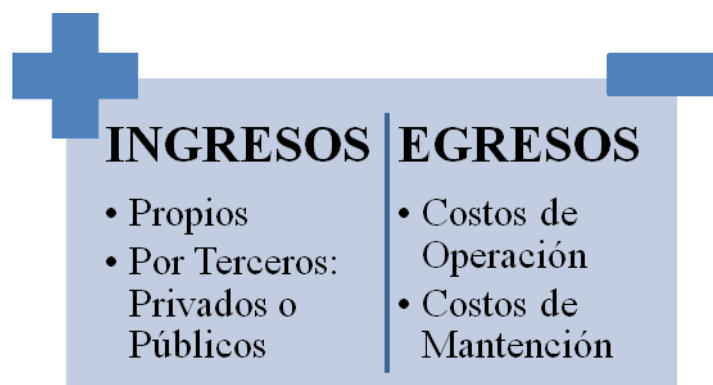 INGRESOS
• Propios
• Por Terceros:
Privados o
Públicos
EGRESOS
• Costos de
Operación
• Costos de
Mantención